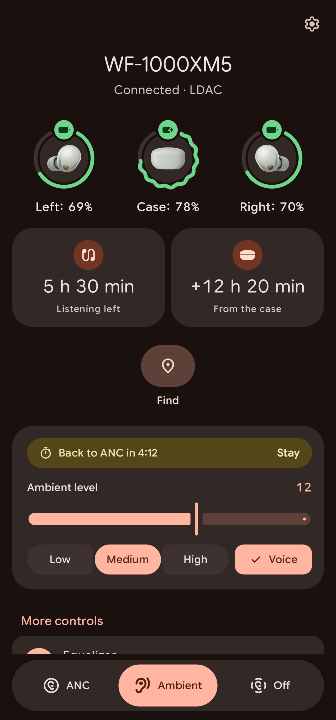 WF-1000XM5
Connected · LDAC
Left: 69%
Case: 78%
Right: 70%
5 h 30 min
Listening left
+12 h 20 min
From the case
Find
Back to ANC in 4:12
Stay
Ambient level
12
Low
Medium
High
Voice
More controls
Equalizer
ANC
Ambient
Off